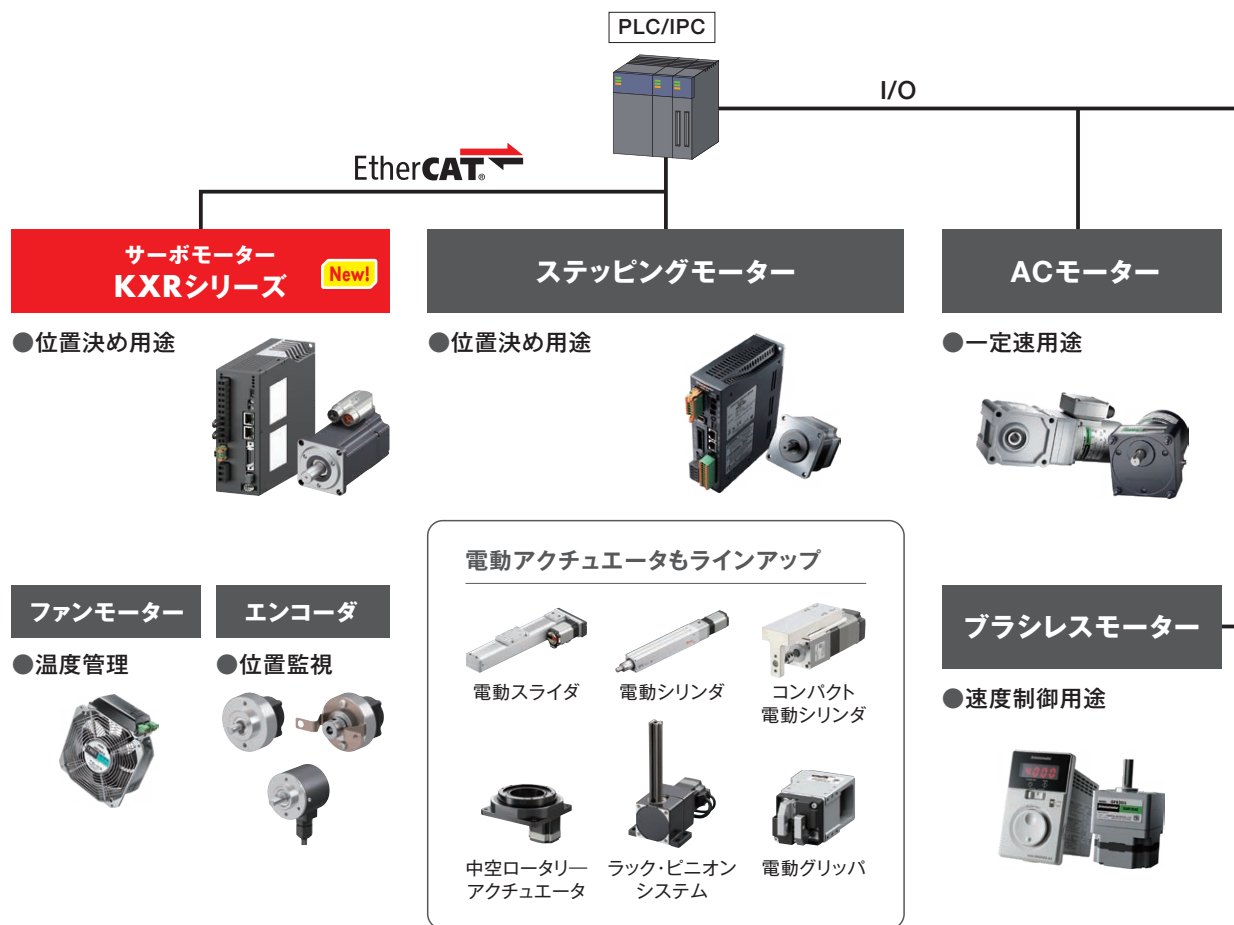 PLC/IPC
I/O
EtherCAT®
サーボモーター
KXRシリーズ
New!
ステッピングモーター
ACモーター
●位置決め用途
●位置決め用途
●一定速用途
電動アクチュエータもラインアップ
電動スライダ
電動シリンダ
コンパクト
電動シリンダ
中空ロータリー
アクチュエータ
ラック・ピニオン
システム
電動グリッパ
ファンモーター
●温度管理
エンコーダ
●位置監視
ブラシレスモーター
●速度制御用途
4000